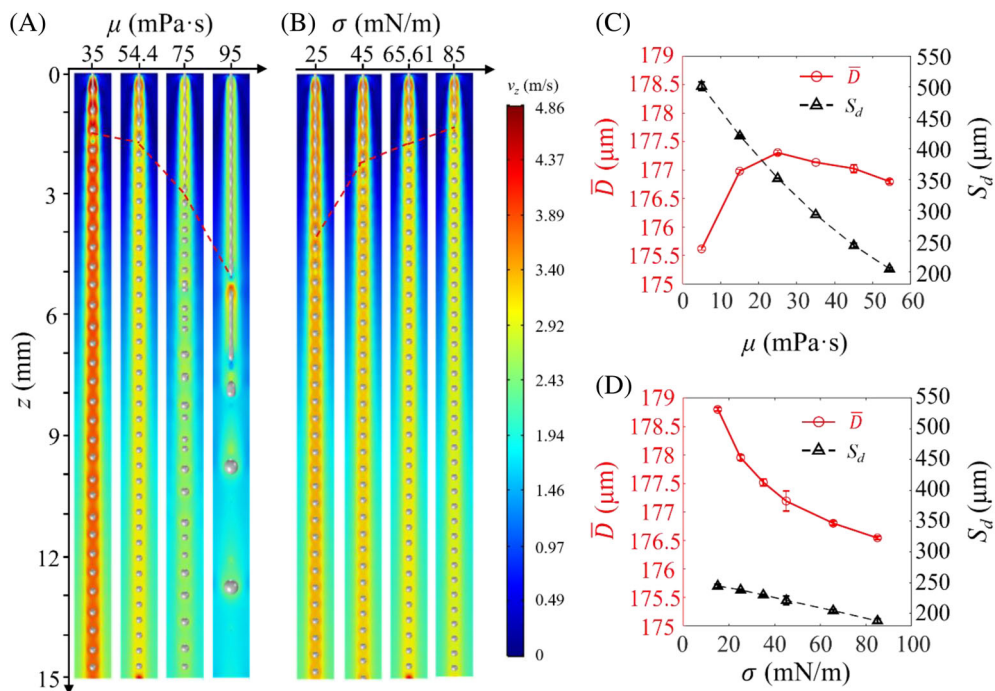 (A) μ (mPa·s)
35 54.4 75 95
(B) σ (mN/m)
25 45 65.61 85
0
3
6
9
12
15
z (mm)
v_z (m/s)
4.86
4.37
3.89
3.40
2.92
2.43
1.94
1.46
0.97
0.49
0
(C)
179
178.5
178
177.5
177
176.5
176
175.5
175
D̅ (μm)
D̅
S_d
550
500
450
400
350
300
250
200
S_d (μm)
0 10 20 30 40 50 60
μ (mPa·s)
(D)
179
178.5
178
177.5
177
176.5
176
175.5
175
D̅ (μm)
D̅
S_d
550
500
450
400
350
300
250
200
S_d (μm)
0 20 40 60 80 100
σ (mN/m)